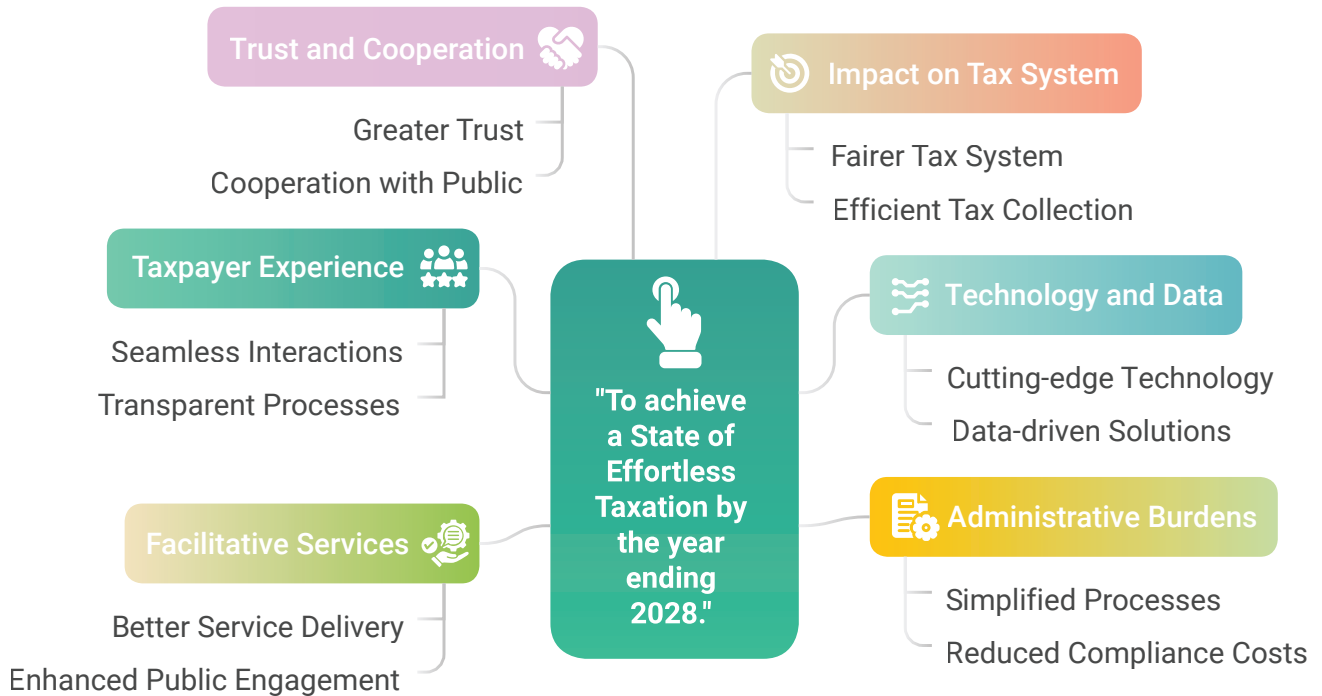 Trust and Cooperation
Greater Trust
Cooperation with Public
Taxpayer Experience
Seamless Interactions
Transparent Processes
Facilitative Services
Better Service Delivery
Enhanced Public Engagement
"To achieve
a State of
Effortless
Taxation by
the year
ending
2028."
Impact on Tax System
Fairer Tax System
Efficient Tax Collection
Technology and Data
Cutting-edge Technology
Data-driven Solutions
Administrative Burdens
Simplified Processes
Reduced Compliance Costs